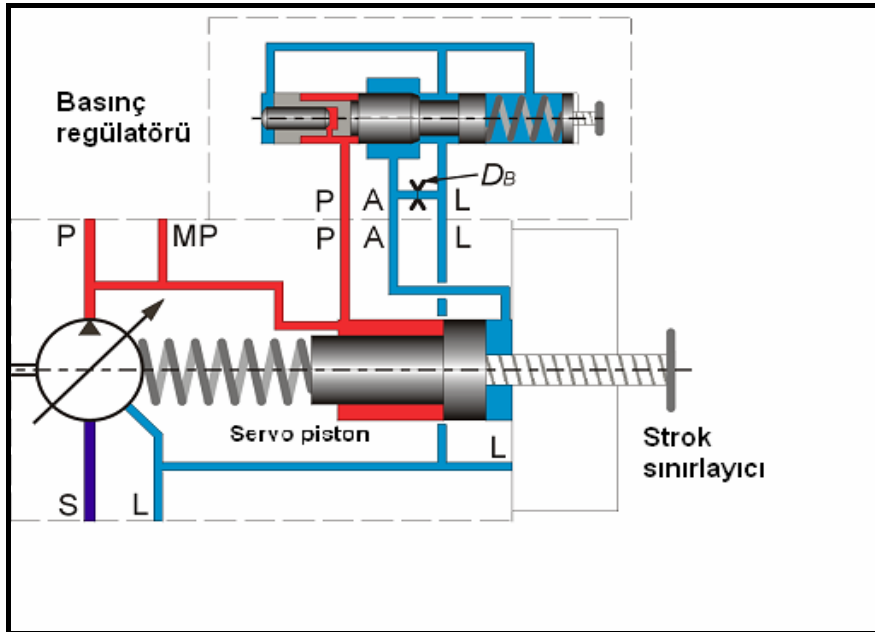 Basınç
regülatörü
D_B
P A L
P MP P A L
Servo piston
L
Strok
sınırlayıcı
S L